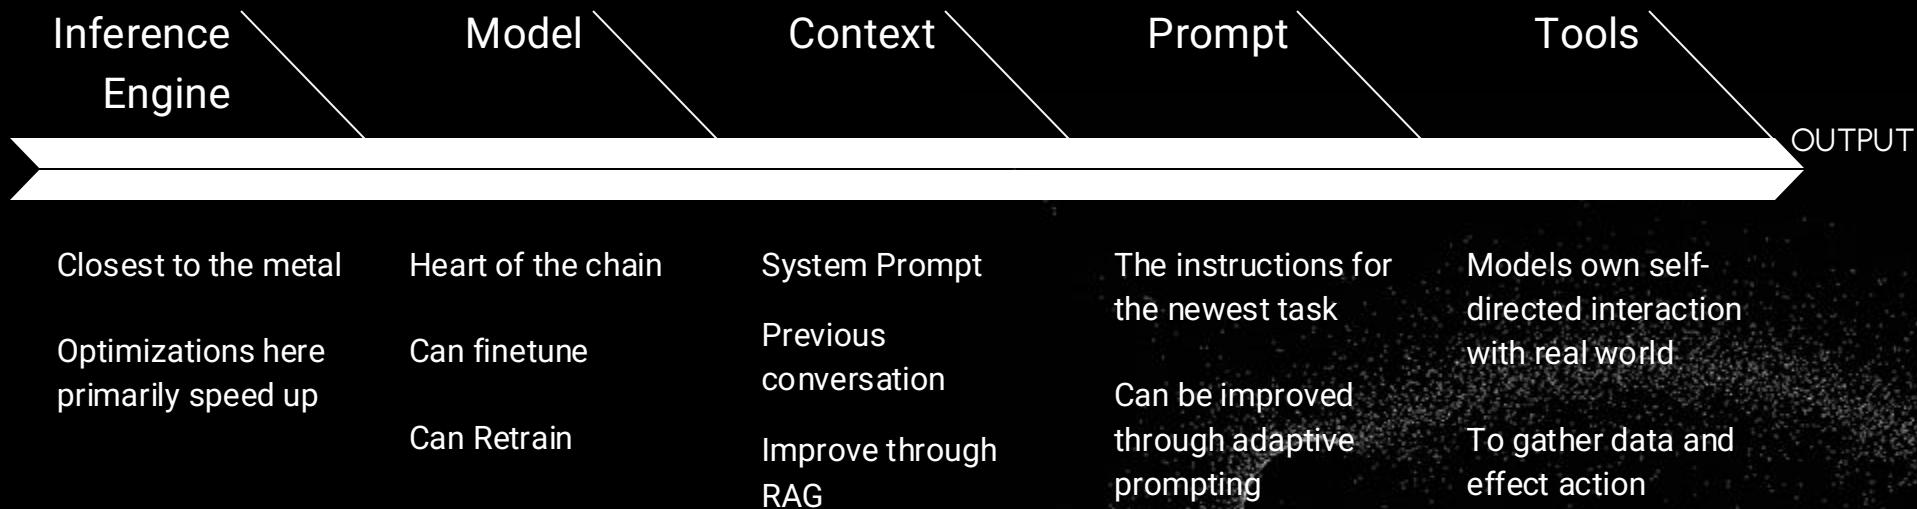 Inference
Engine
Model
Context
Prompt
Tools
OUTPUT
Closest to the metal
Optimizations here
primarily speed up
Heart of the chain
Can finetune
Can Retrain
System Prompt
Previous
conversation
Improve through
RAG
The instructions for
the newest task
Can be improved
through adaptive
prompting
Models own self-
directed interaction
with real world
To gather data and
effect action